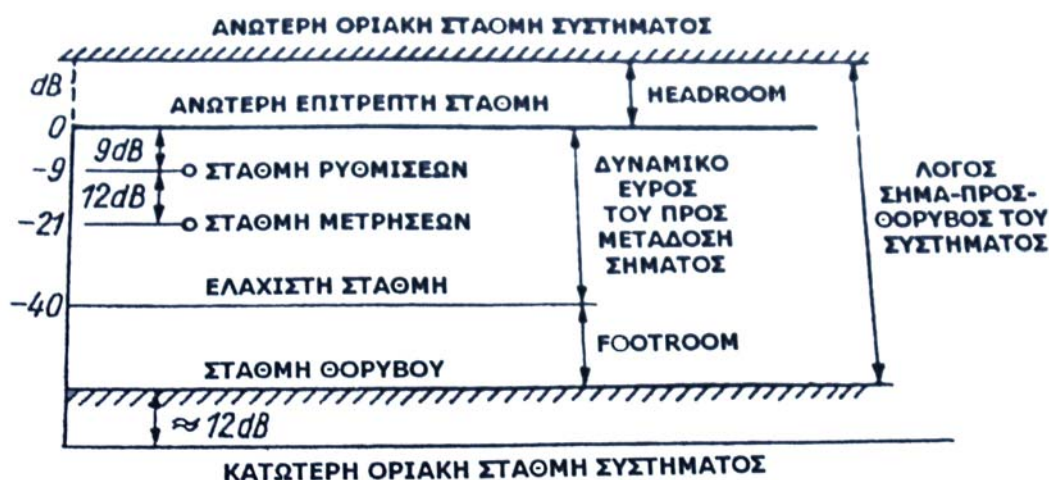 ΑΝΩΤΕΡΗ ΟΡΙΑΚΗ ΣΤΑΘΜΗ ΣΥΣΤΗΜΑΤΟΣ
dB
ΑΝΩΤΕΡΗ ΕΠΙΤΡΕΠΤΗ ΣΤΑΘΜΗ
HEADROOM
0
9dB
-9
ΣΤΑΘΜΗ ΡΥΘΜΙΣΕΩΝ
12dB
-21
ΣΤΑΘΜΗ ΜΕΤΡΗΣΕΩΝ
ΔΥΝΑΜΙΚΟ
ΕΥΡΟΣ
ΤΟΥ ΠΡΟΣ
ΜΕΤΑΔΟΣΗ
ΣΗΜΑΤΟΣ
ΛΟΓΟΣ
ΣΗΜΑ-ΠΡΟΣ-
ΘΟΡΥΒΟΣ ΤΟΥ
ΣΥΣΤΗΜΑΤΟΣ
ΕΛΑΧΙΣΤΗ ΣΤΑΘΜΗ
-40
FOOTROOM
ΣΤΑΘΜΗ ΘΟΡΥΒΟΥ
≈12dB
ΚΑΤΩΤΕΡΗ ΟΡΙΑΚΗ ΣΤΑΘΜΗ ΣΥΣΤΗΜΑΤΟΣ